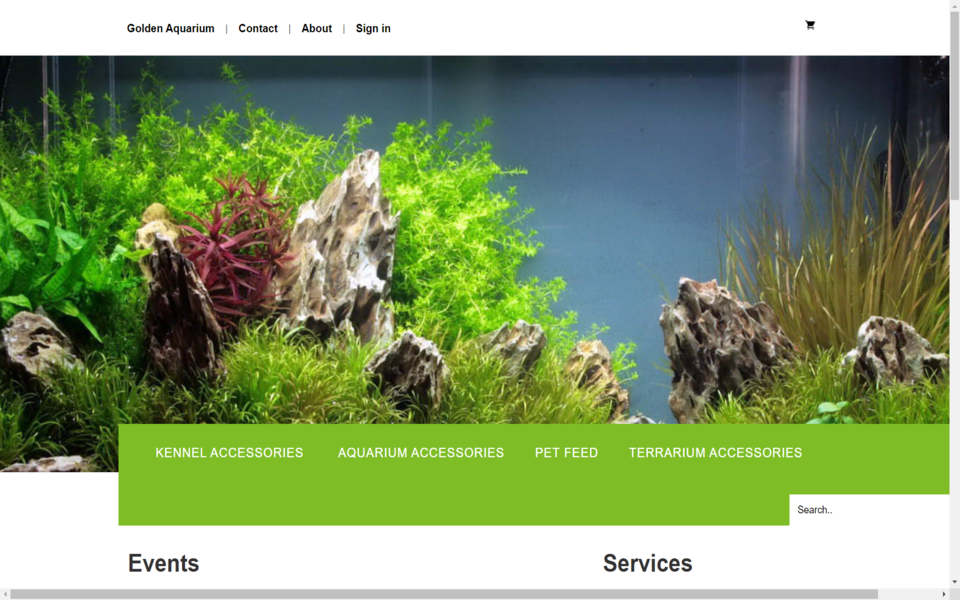 Golden Aquarium | Contact | About | Sign in
KENNEL ACCESSORIES AQUARIUM ACCESSORIES PET FEED TERRARIUM ACCESSORIES
Search..
Events Services